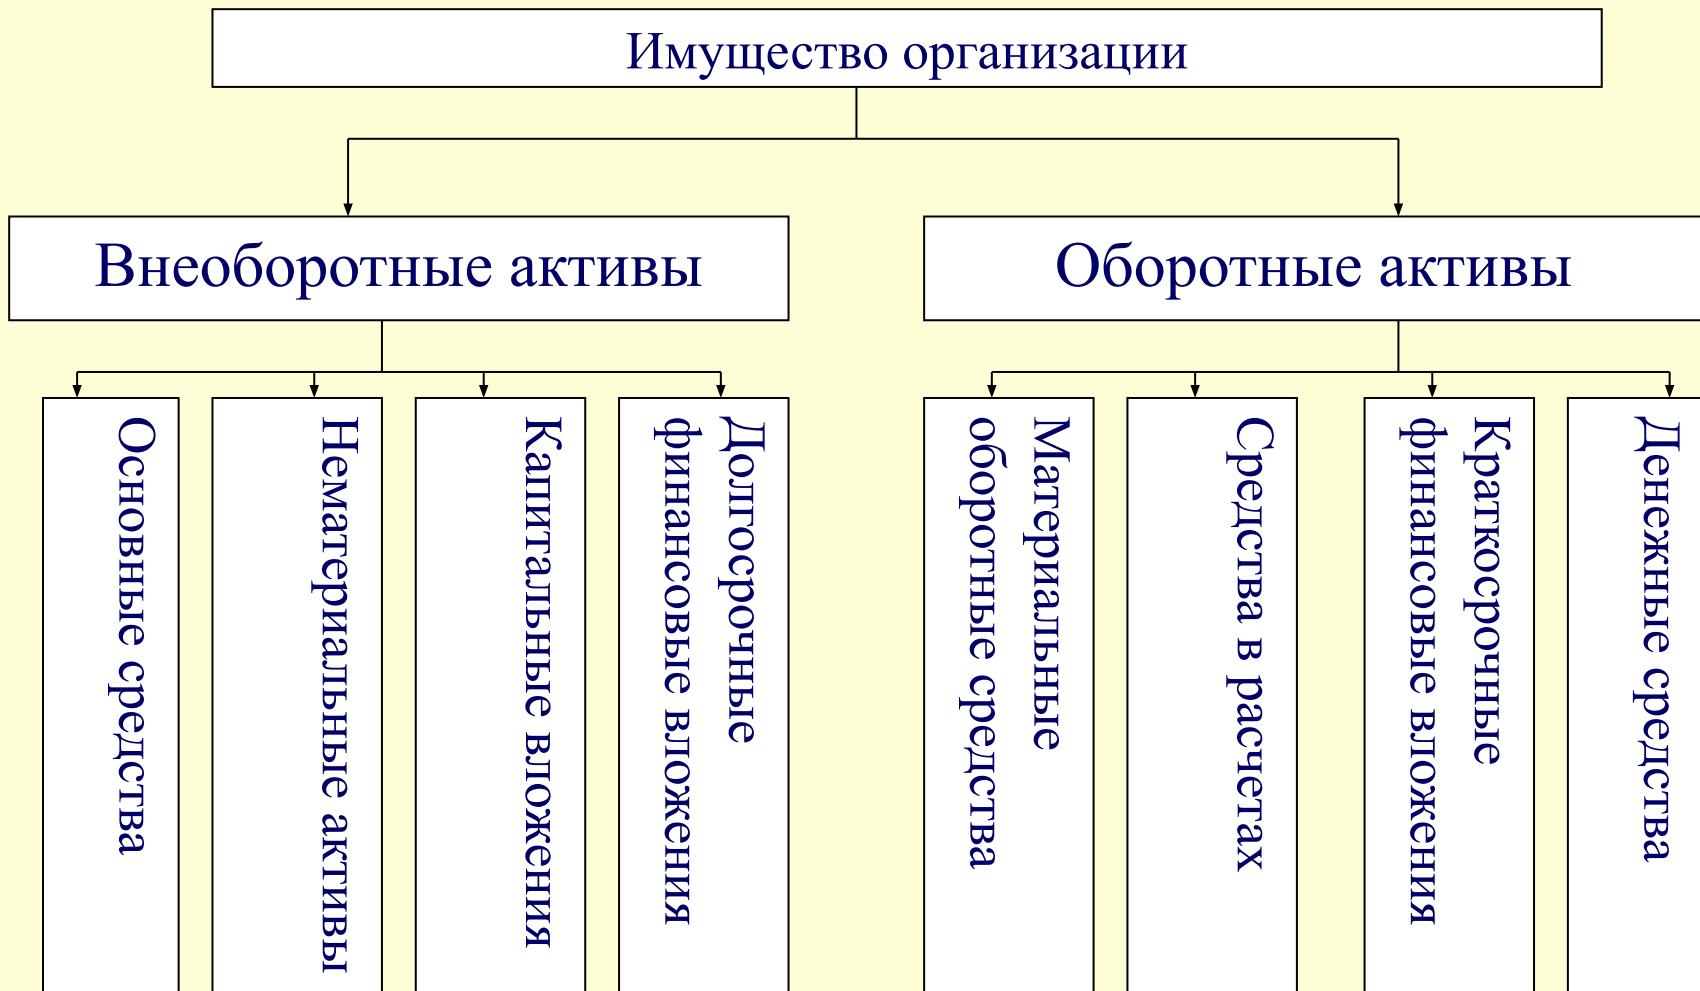 Имущество организации
Внеоборотные активы
Оборотные активы
Основные средства
Нематериальные активы
Капитальные вложения
Долгосрочные
финансовые вложения
Материальные
оборотные средства
Средства в расчетах
Краткосрочные
финансовые вложения
Денежные средства